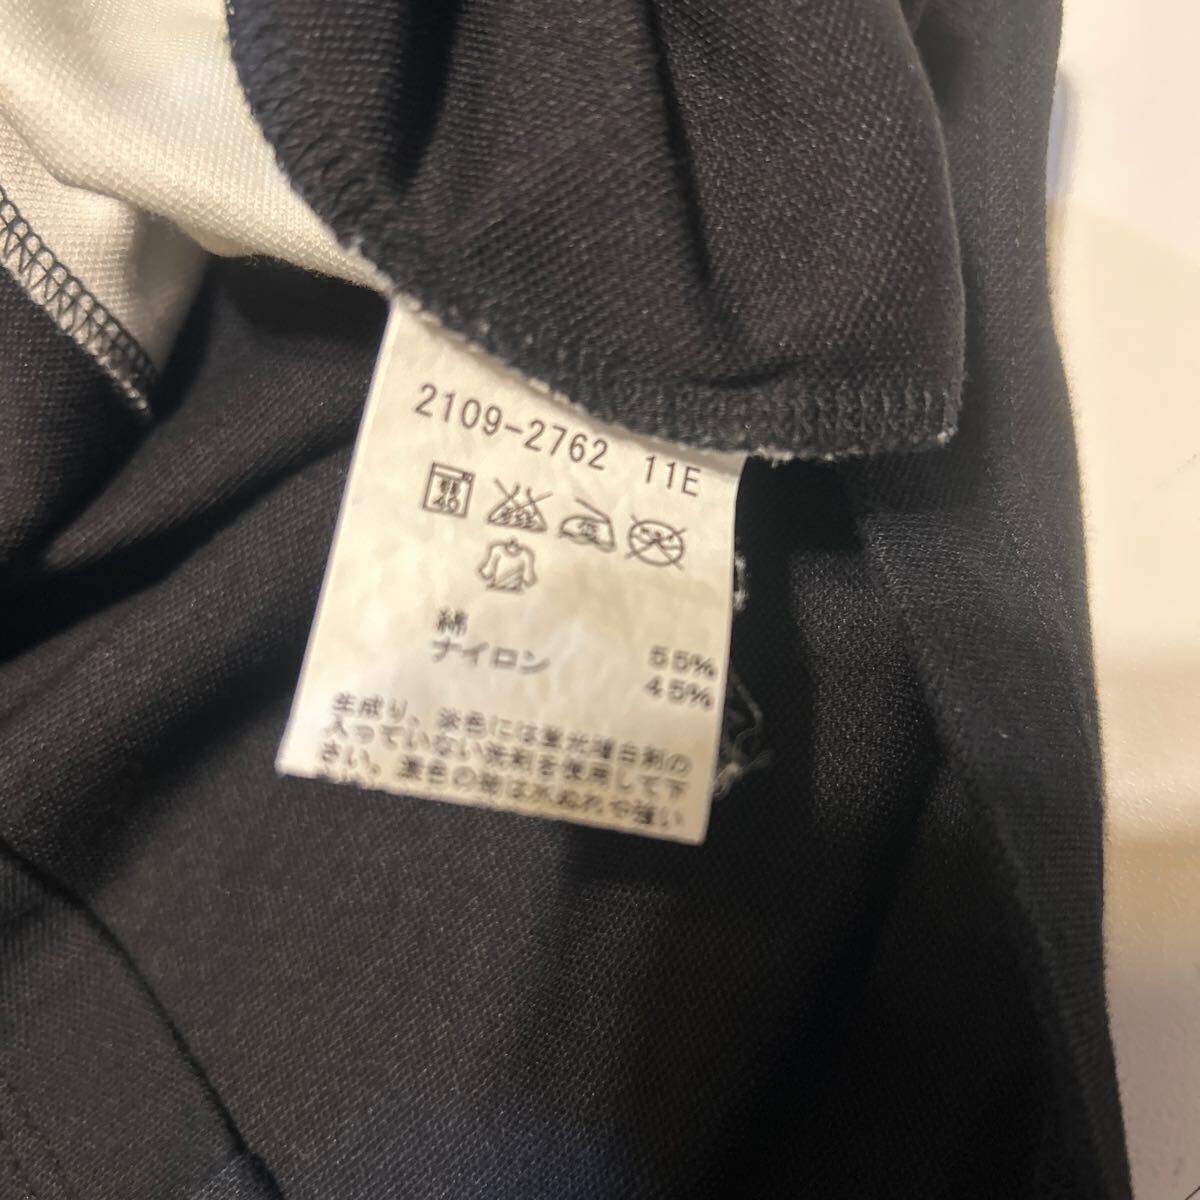 2109-2762 11E
弱
40
綿 55%
ナイロン 45%
生成り、淡色には蛍光増白剤の
入っていない洗剤を使用して下
さい。濃色の物は水ぬれや強い